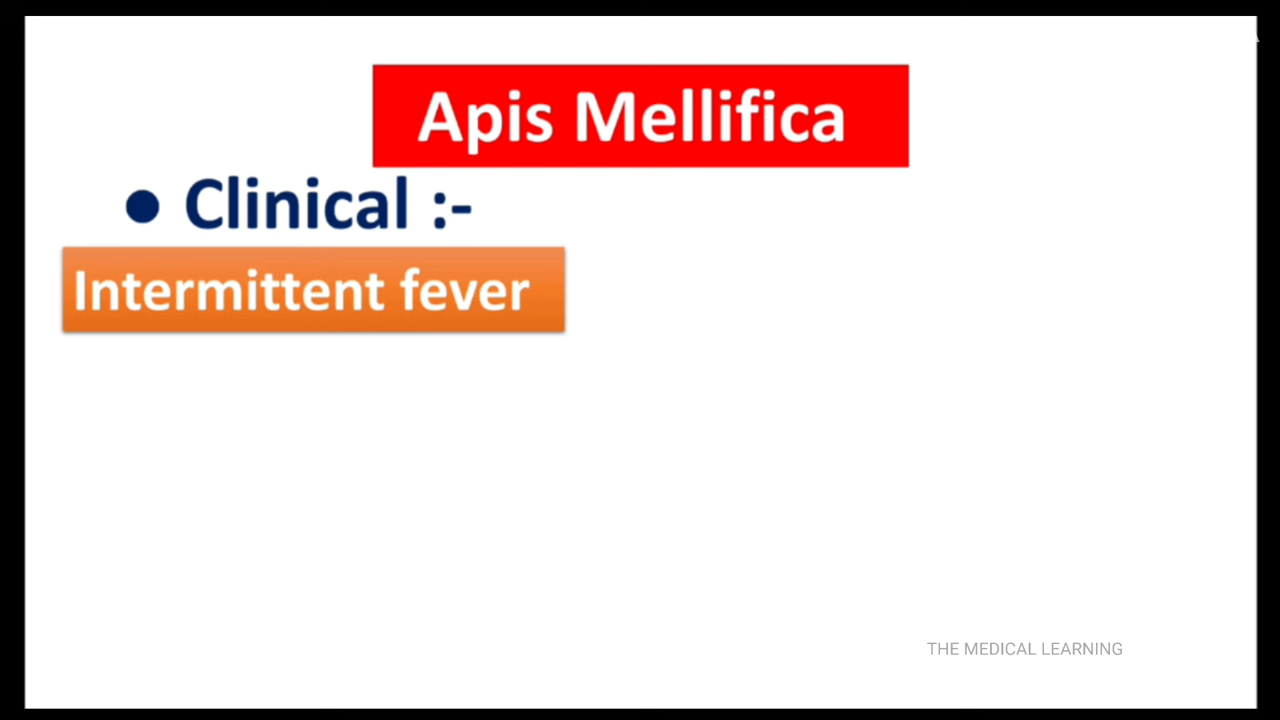 Apis Mellifica
● Clinical :-
Intermittent fever
THE MEDICAL LEARNING